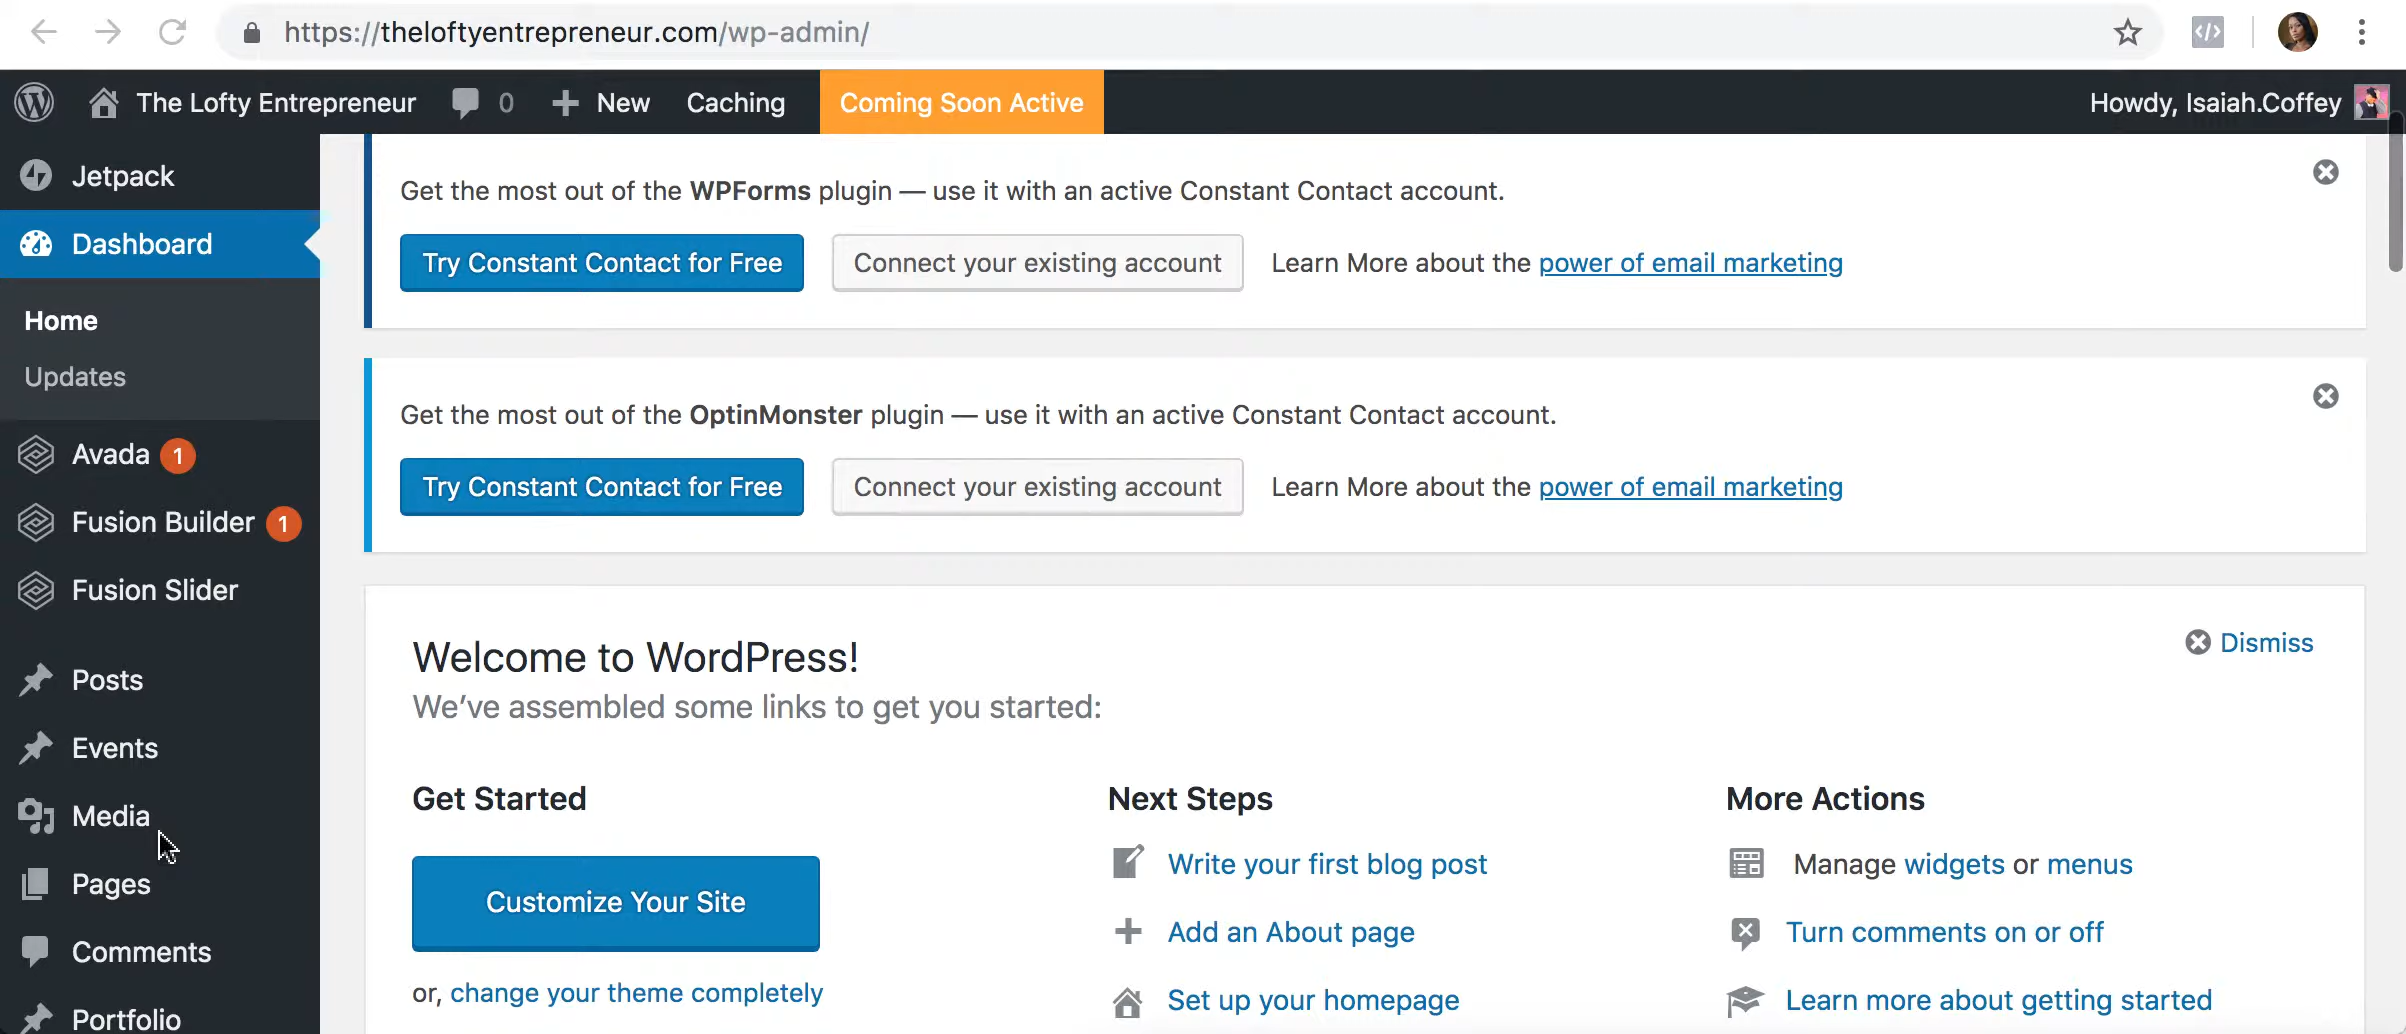 https://theloftyentrepreneur.com/wp-admin/
The Lofty Entrepreneur 0 New Caching Coming Soon Active Howdy, Isaiah.Coffey
Jetpack
Dashboard
Home
Updates
Avada 1
Fusion Builder 1
Fusion Slider
Posts
Events
Media
Pages
Comments
Portfolio
Get the most out of the WPForms plugin — use it with an active Constant Contact account.
Try Constant Contact for Free Connect your existing account Learn More about the power of email marketing
Get the most out of the OptinMonster plugin — use it with an active Constant Contact account.
Try Constant Contact for Free Connect your existing account Learn More about the power of email marketing
Welcome to WordPress!
Dismiss
We’ve assembled some links to get you started:
Get Started
Customize Your Site
or, change your theme completely
Next Steps
Write your first blog post
Add an About page
Set up your homepage
More Actions
Manage widgets or menus
Turn comments on or off
Learn more about getting started